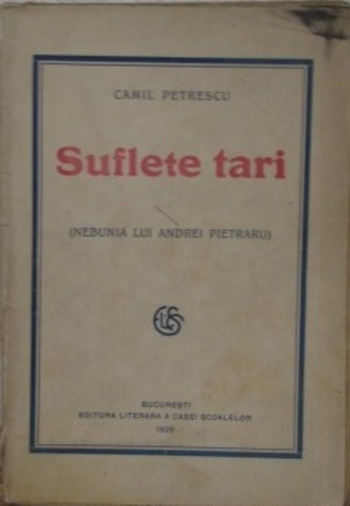 CAMIL PETRESCU
Suflete tari
(NEBUNIA LUI ANDREI PIETRARU)
BUCUREȘTI
EDITURA LITERARA A CASEI ȘCOALELOR
1925